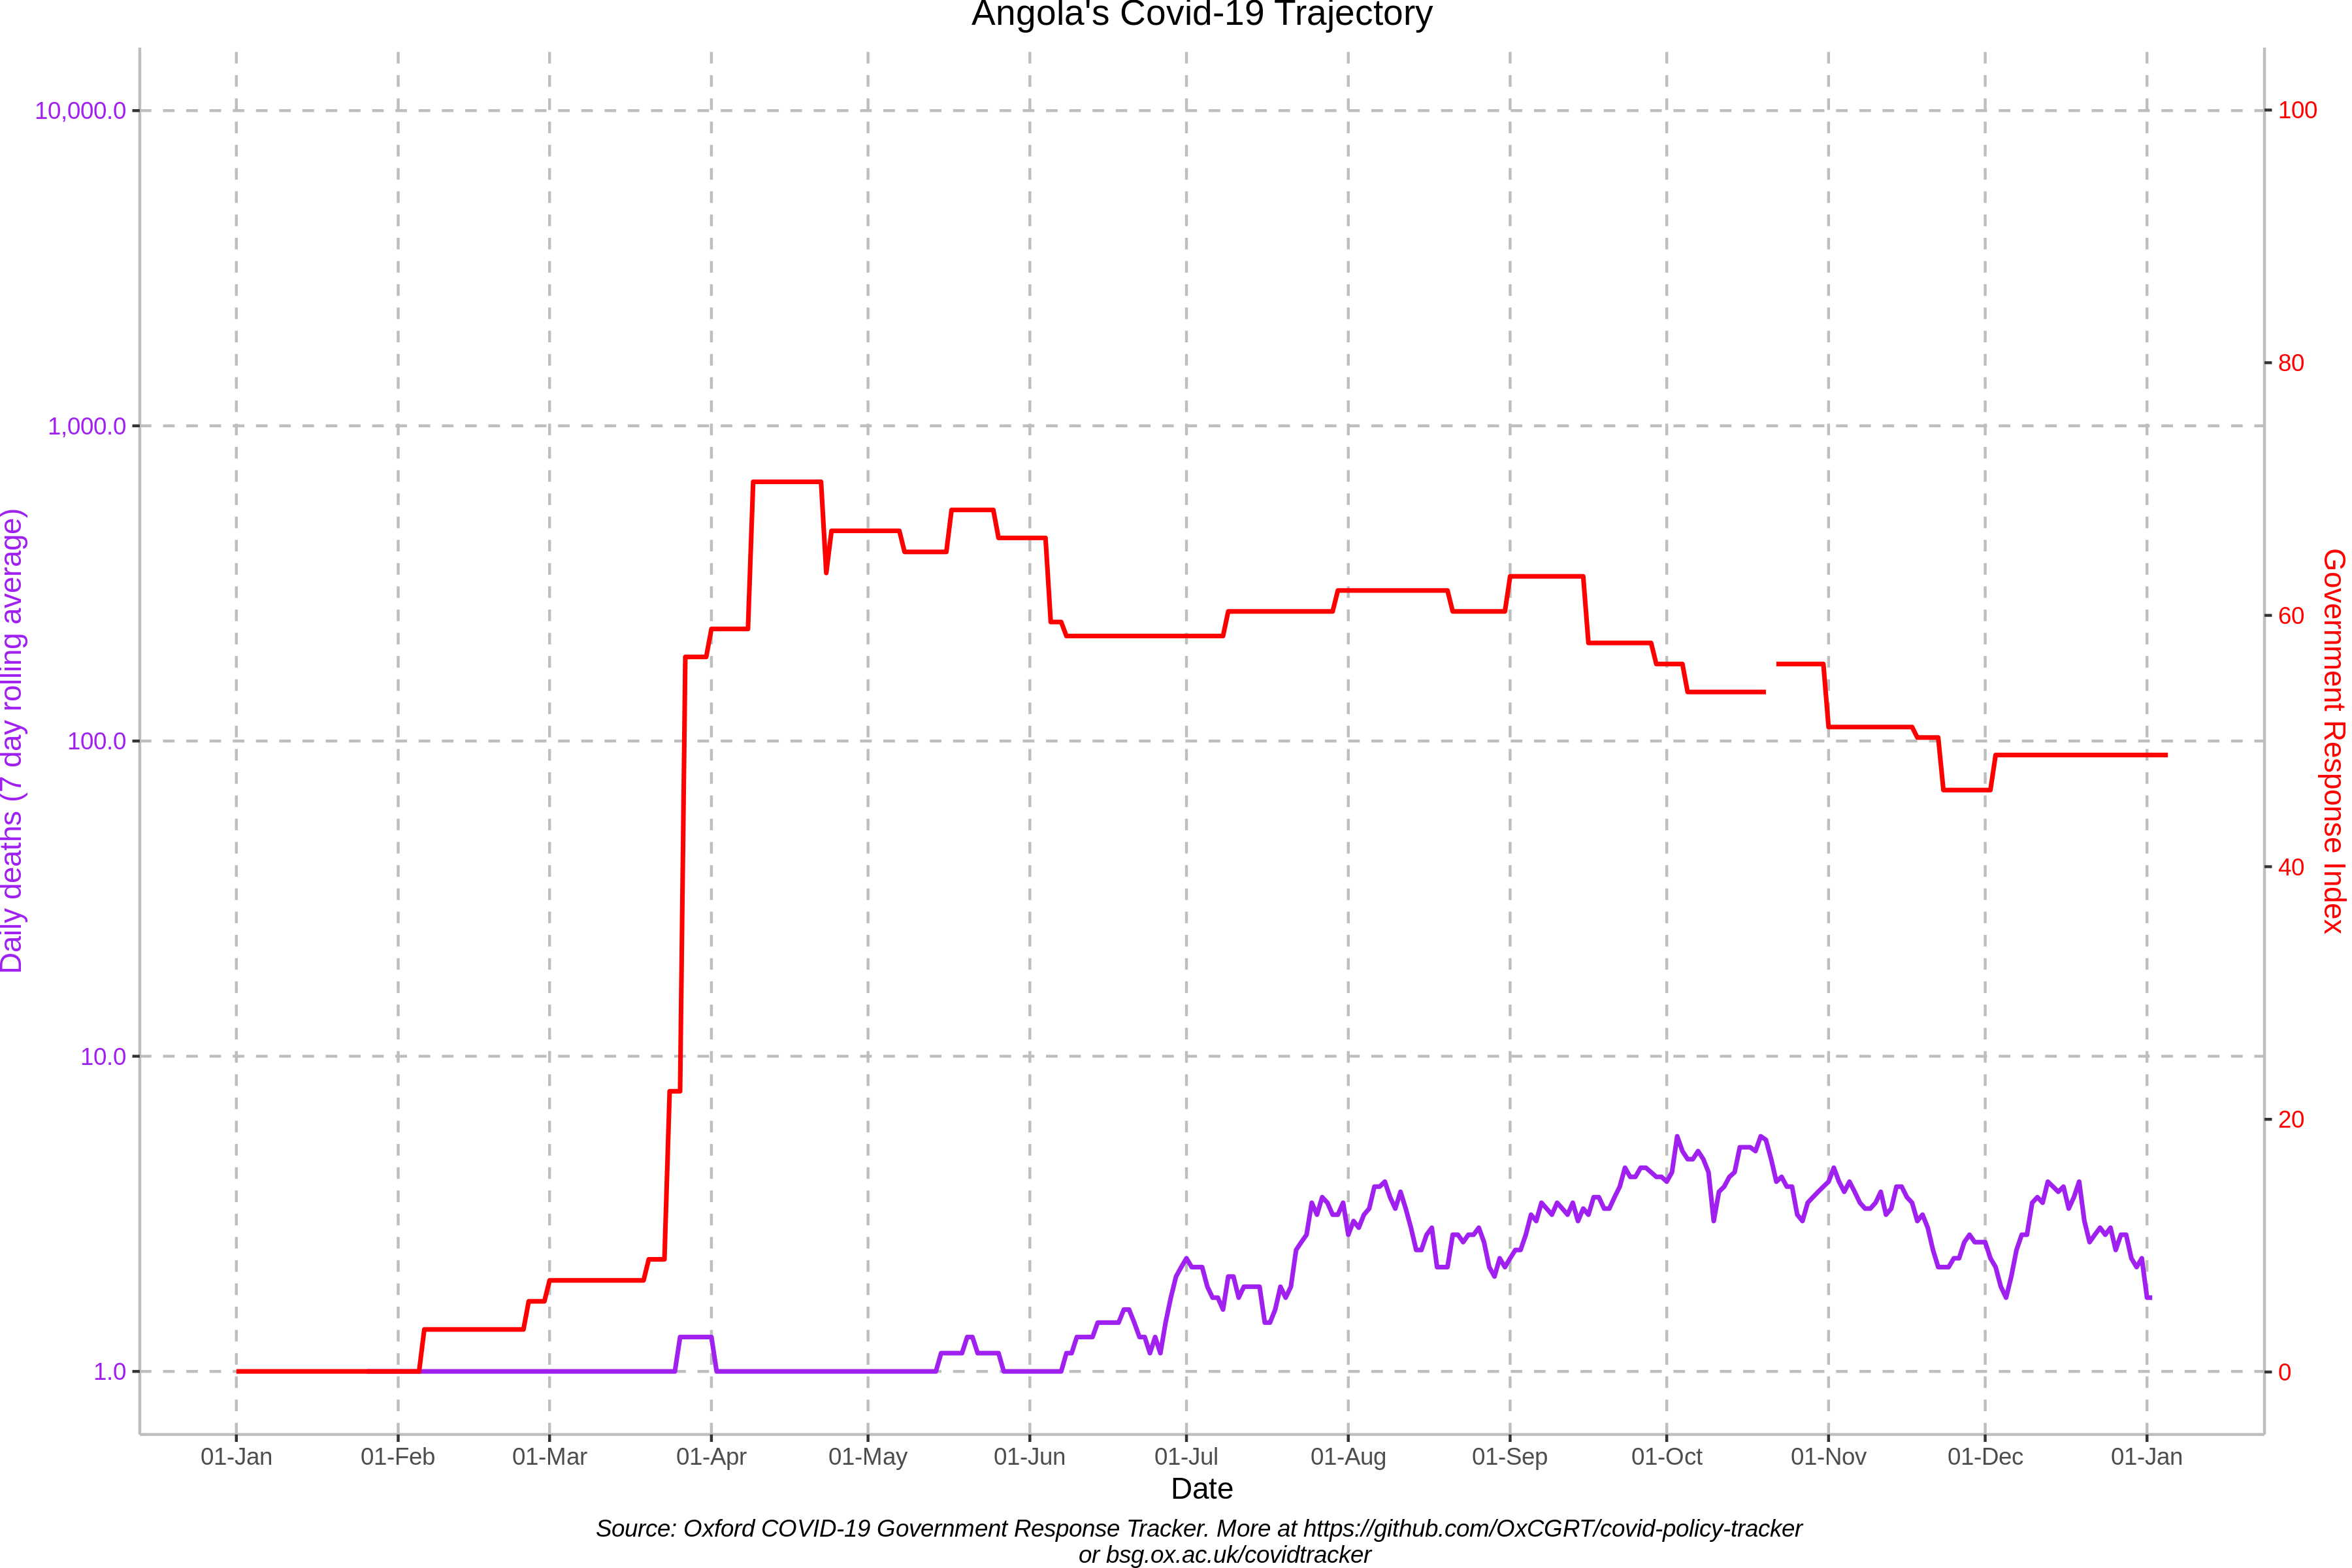 Angola's Covid-19 Trajectory
10,000.0
1,000.0
100.0
10.0
1.0
Daily deaths (7 day rolling average)
100
80
60
40
20
0
Government Response Index
01-Jan 01-Feb 01-Mar 01-Apr 01-May 01-Jun 01-Jul 01-Aug 01-Sep 01-Oct 01-Nov 01-Dec 01-Jan
Date
Source: Oxford COVID-19 Government Response Tracker. More at https://github.com/OxCGRT/covid-policy-tracker
or bsg.ox.ac.uk/covidtracker